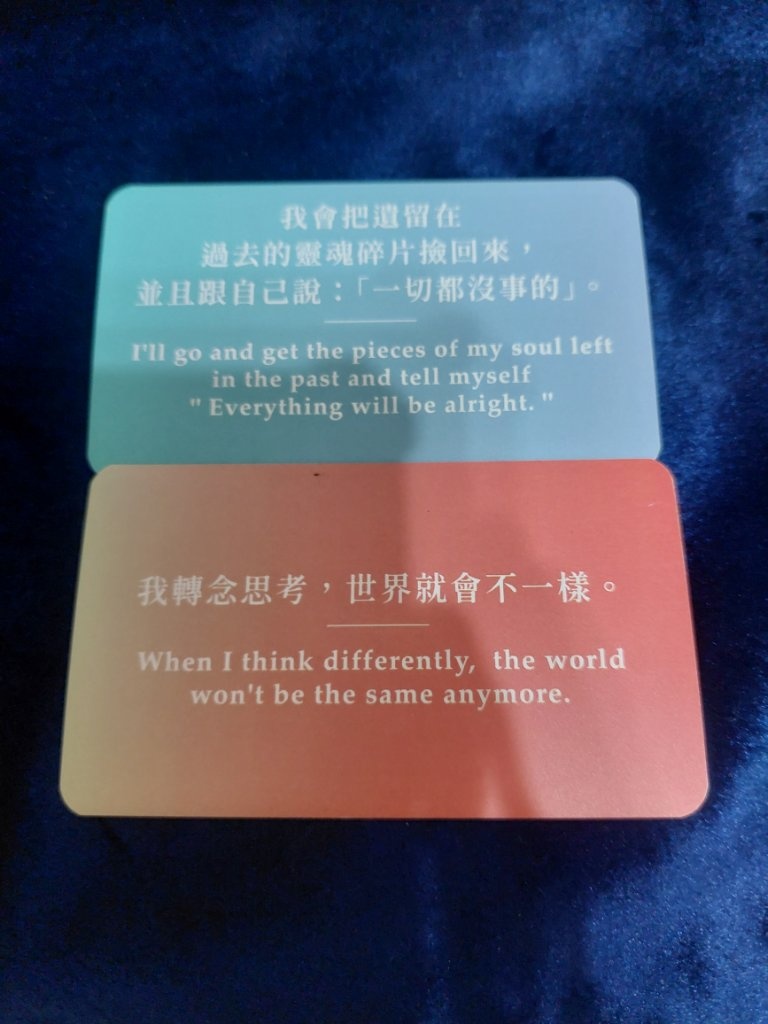 我會把遺留在
過去的靈魂碎片撿回來，
並且跟自己說：「一切都沒事的」。
I'll go and get the pieces of my soul left
in the past and tell myself
" Everything will be alright. "
我轉念思考，世界就會不一樣。
When I think differently, the world
won't be the same anymore.